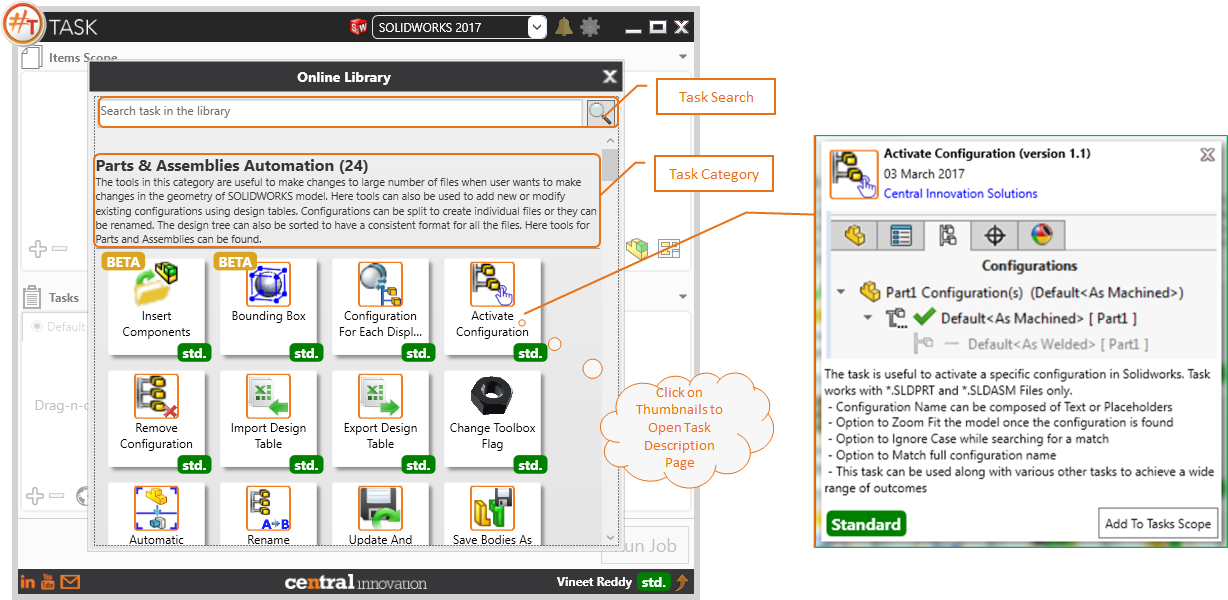 #T TASK
SW SOLIDWORKS 2017
Items Scope
Online Library
Search task in the library
Task Search
Parts & Assemblies Automation (24)
The tools in this category are useful to make changes to large number of files when user wants to make
changes in the geometry of SOLIDWORKS model. Here tools can also be used to add new or modify
existing configurations using design tables. Configurations can be split to create individual files or they can
be renamed. The design tree can also be sorted to have a consistent format for all the files. Here tools for
Parts and Assemblies can be found.
Task Category
BETA
Insert
Components
std.
BETA
Bounding Box
std.
Configuration
For Each Displ...
std.
Activate
Configuration
std.
Tasks
Default
Drag-n-
Remove
Configuration
std.
Import Design
Table
std.
Export Design
Table
std.
Change Toolbox
Flag
std.
Click on
Thumbnails to
Open Task
Description
Page
Automatic
A B
Rename
Update And
Save Bodies As
Run Job
in You Tube
central innovation
Vineet Reddy std.
Activate Configuration (version 1.1)
03 March 2017
Central Innovation Solutions
Configurations
Part1 Configuration(s) (Default<As Machined>)
Default<As Machined> [ Part1 ]
Default<As Welded> [ Part1 ]
The task is useful to activate a specific configuration in Solidworks. Task
works with *.SLDPRT and *.SLDASM Files only.
- Configuration Name can be composed of Text or Placeholders
- Option to Zoom Fit the model once the configuration is found
- Option to Ignore Case while searching for a match
- Option to Match full configuration name
- This task can be used along with various other tasks to achieve a wide
range of outcomes
Standard
Add To Tasks Scope